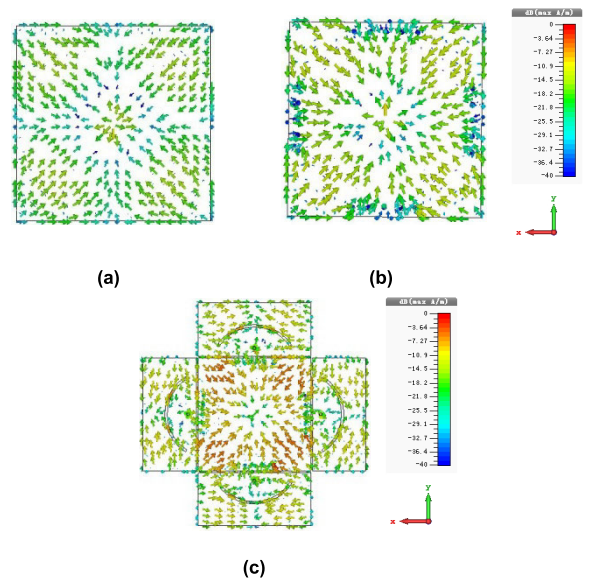 dB(max A/m)
0
-3.64
-7.27
-10.9
-14.5
-18.2
-21.8
-25.5
-29.1
-32.7
-36.4
-40
y
x
(a)
(b)
dB(max A/m)
0
-3.64
-7.27
-10.9
-14.5
-18.2
-21.8
-25.5
-29.1
-32.7
-36.4
-40
y
x
(c)